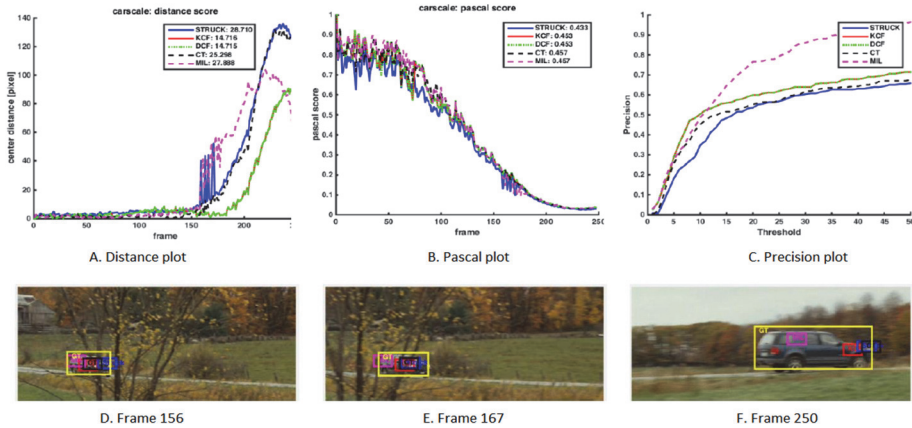 carscale: distance score
STRUCK: 28.710
KCF: 14.716
DCF: 14.715
CT: 25.298
MIL: 27.888
center distance [pixel]
140
120
100
80
60
40
20
0
0 50 100 150 200
frame
A. Distance plot
carscale: pascal score
STRUCK: 0.433
KCF: 0.453
DCF: 0.453
CT: 0.457
MIL: 0.457
pascal score
1
0.9
0.8
0.7
0.6
0.5
0.4
0.3
0.2
0.1
0
0 50 100 150 200 250
frame
B. Pascal plot
STRUCK
KCF
DCF
CT
MIL
Precision
1
0.9
0.8
0.7
0.6
0.5
0.4
0.3
0.2
0.1
0
0 5 10 15 20 25 30 35 40 45 50
Threshold
C. Precision plot
GT
D. Frame 156
GT
E. Frame 167
GT
F. Frame 250